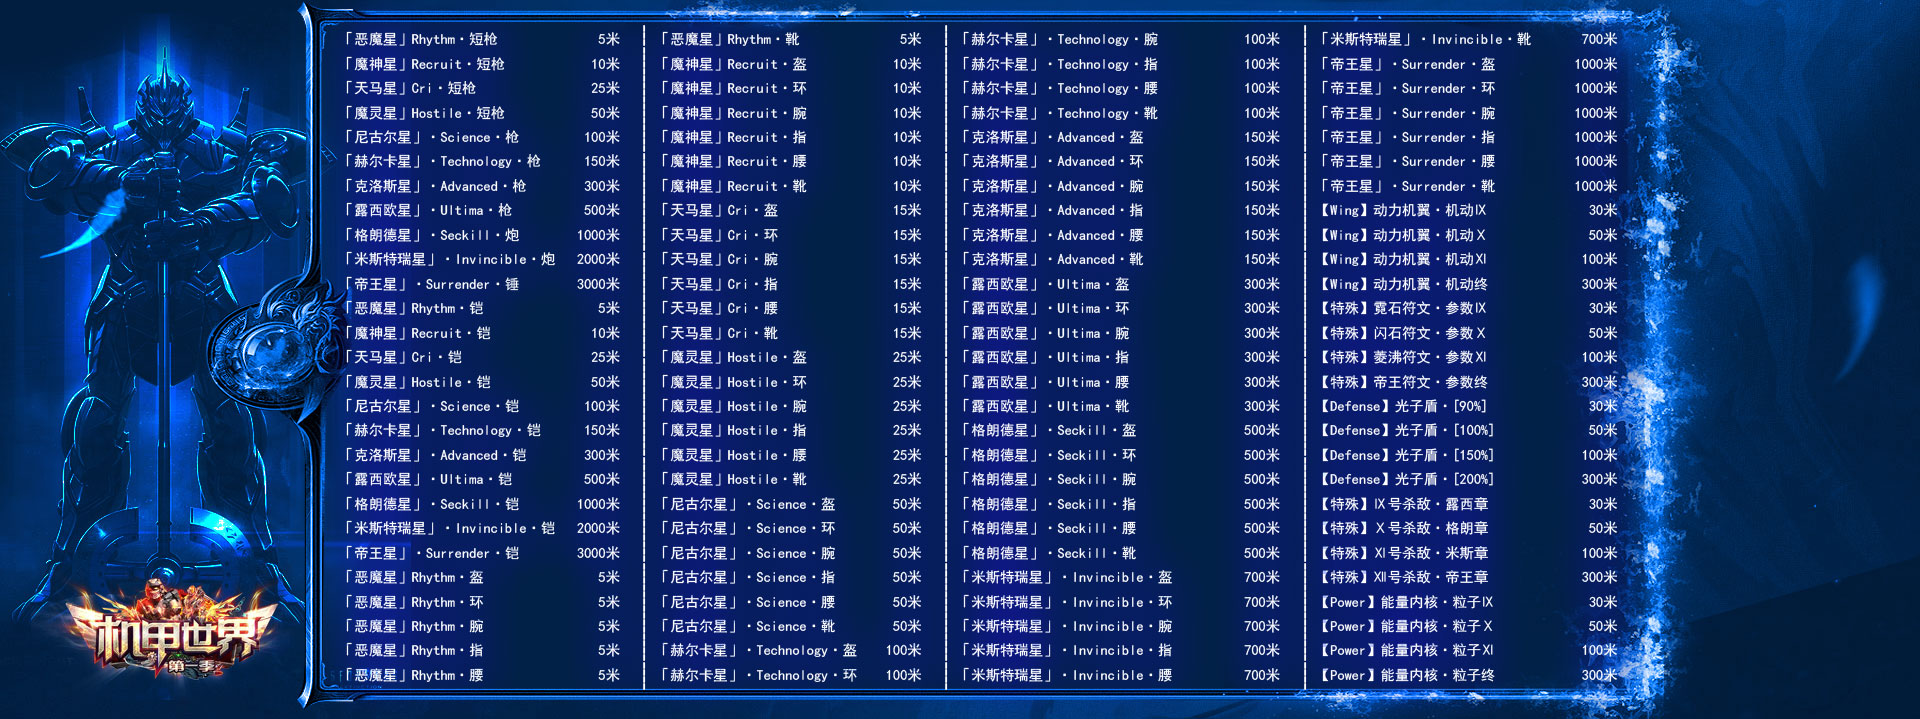 「恶魔星」Rhythm·短枪 5米
「魔神星」Recruit·短枪 10米
「天马星」Cri·短枪 25米
「魔灵星」Hostile·短枪 50米
「尼古尔星」·Science·枪 100米
「赫尔卡星」·Technology·枪 150米
「克洛斯星」·Advanced·枪 300米
「露西欧星」·Ultima·枪 500米
「格朗德星」·Seckill·炮 1000米
「米斯特瑞星」·Invincible·炮 2000米
「帝王星」·Surrender·锤 3000米
「恶魔星」Rhythm·铠 5米
「魔神星」Recruit·铠 10米
「天马星」Cri·铠 25米
「魔灵星」Hostile·铠 50米
「尼古尔星」·Science·铠 100米
「赫尔卡星」·Technology·铠 150米
「克洛斯星」·Advanced·铠 300米
「露西欧星」·Ultima·铠 500米
「格朗德星」·Seckill·铠 1000米
「米斯特瑞星」·Invincible·铠 2000米
「帝王星」·Surrender·铠 3000米
「恶魔星」Rhythm·盔 5米
「恶魔星」Rhythm·环 5米
「恶魔星」Rhythm·腕 5米
「恶魔星」Rhythm·指 5米
「恶魔星」Rhythm·腰 5米
「恶魔星」Rhythm·靴 5米
「魔神星」Recruit·盔 10米
「魔神星」Recruit·环 10米
「魔神星」Recruit·腕 10米
「魔神星」Recruit·指 10米
「魔神星」Recruit·腰 10米
「魔神星」Recruit·靴 10米
「天马星」Cri·盔 15米
「天马星」Cri·环 15米
「天马星」Cri·腕 15米
「天马星」Cri·指 15米
「天马星」Cri·腰 15米
「天马星」Cri·靴 15米
「魔灵星」Hostile·盔 25米
「魔灵星」Hostile·环 25米
「魔灵星」Hostile·腕 25米
「魔灵星」Hostile·指 25米
「魔灵星」Hostile·腰 25米
「魔灵星」Hostile·靴 25米
「尼古尔星」·Science·盔 50米
「尼古尔星」·Science·环 50米
「尼古尔星」·Science·腕 50米
「尼古尔星」·Science·指 50米
「尼古尔星」·Science·腰 50米
「尼古尔星」·Science·靴 50米
「赫尔卡星」·Technology·盔 100米
「赫尔卡星」·Technology·环 100米
「赫尔卡星」·Technology·腕 100米
「赫尔卡星」·Technology·指 100米
「赫尔卡星」·Technology·腰 100米
「赫尔卡星」·Technology·靴 100米
「克洛斯星」·Advanced·盔 150米
「克洛斯星」·Advanced·环 150米
「克洛斯星」·Advanced·腕 150米
「克洛斯星」·Advanced·指 150米
「克洛斯星」·Advanced·腰 150米
「克洛斯星」·Advanced·靴 150米
「露西欧星」·Ultima·盔 300米
「露西欧星」·Ultima·环 300米
「露西欧星」·Ultima·腕 300米
「露西欧星」·Ultima·指 300米
「露西欧星」·Ultima·腰 300米
「露西欧星」·Ultima·靴 300米
「格朗德星」·Seckill·盔 500米
「格朗德星」·Seckill·环 500米
「格朗德星」·Seckill·腕 500米
「格朗德星」·Seckill·指 500米
「格朗德星」·Seckill·腰 500米
「格朗德星」·Seckill·靴 500米
「米斯特瑞星」·Invincible·盔 700米
「米斯特瑞星」·Invincible·环 700米
「米斯特瑞星」·Invincible·腕 700米
「米斯特瑞星」·Invincible·指 700米
「米斯特瑞星」·Invincible·腰 700米
「米斯特瑞星」·Invincible·靴 700米
「帝王星」·Surrender·盔 1000米
「帝王星」·Surrender·环 1000米
「帝王星」·Surrender·腕 1000米
「帝王星」·Surrender·指 1000米
「帝王星」·Surrender·腰 1000米
「帝王星」·Surrender·靴 1000米
【Wing】动力机翼·机动Ⅸ 30米
【Wing】动力机翼·机动Ⅹ 50米
【Wing】动力机翼·机动Ⅺ 100米
【Wing】动力机翼·机动终 300米
【特殊】霓石符文·参数Ⅸ 30米
【特殊】闪石符文·参数Ⅹ 50米
【特殊】菱沸符文·参数Ⅺ 100米
【特殊】帝王符文·参数终 300米
【Defense】光子盾·[90%] 30米
【Defense】光子盾·[100%] 50米
【Defense】光子盾·[150%] 100米
【Defense】光子盾·[200%] 300米
【特殊】Ⅸ号杀敌·露西章 30米
【特殊】Ⅹ号杀敌·格朗章 50米
【特殊】Ⅺ号杀敌·米斯章 100米
【特殊】Ⅻ号杀敌·帝王章 300米
【Power】能量内核·粒子Ⅸ 30米
【Power】能量内核·粒子Ⅹ 50米
【Power】能量内核·粒子Ⅺ 100米
【Power】能量内核·粒子终 300米
机甲世界
第一季